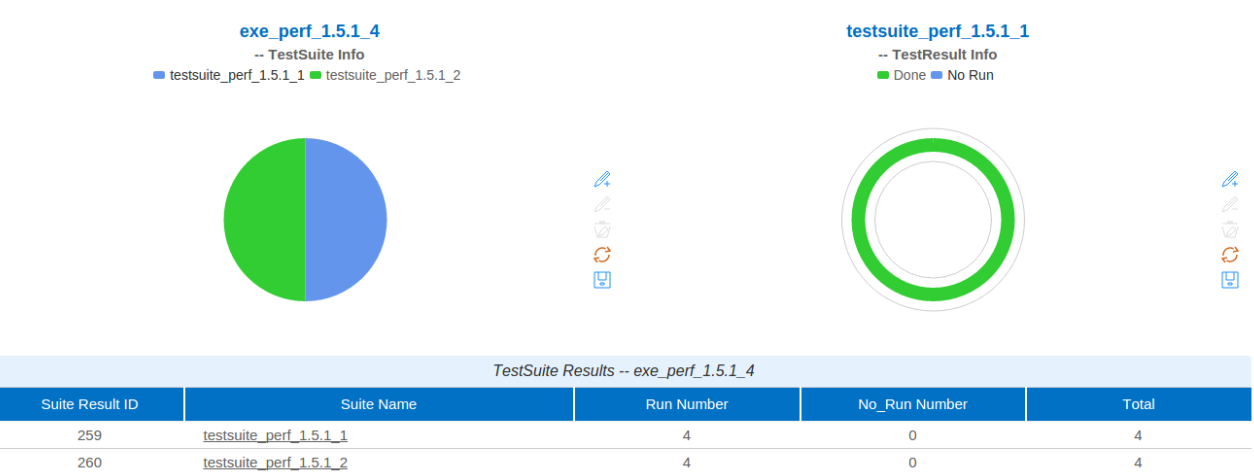 exe_perf_1.5.1_4
-- TestSuite Info
testsuite_perf_1.5.1_1 testsuite_perf_1.5.1_2
testsuite_perf_1.5.1_1
-- TestResult Info
Done No Run
TestSuite Results -- exe_perf_1.5.1_4
Suite Result ID Suite Name Run Number No_Run Number Total
259 testsuite_perf_1.5.1_1 4 0 4
260 testsuite_perf_1.5.1_2 4 0 4